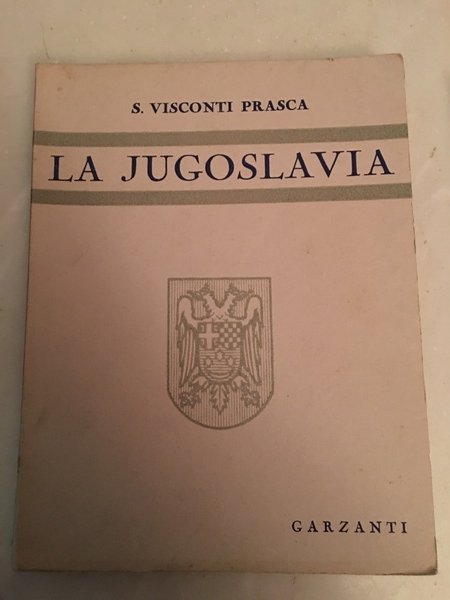 S. VISCONTI PRASCA
LA JUGOSLAVIA
GARZANTI